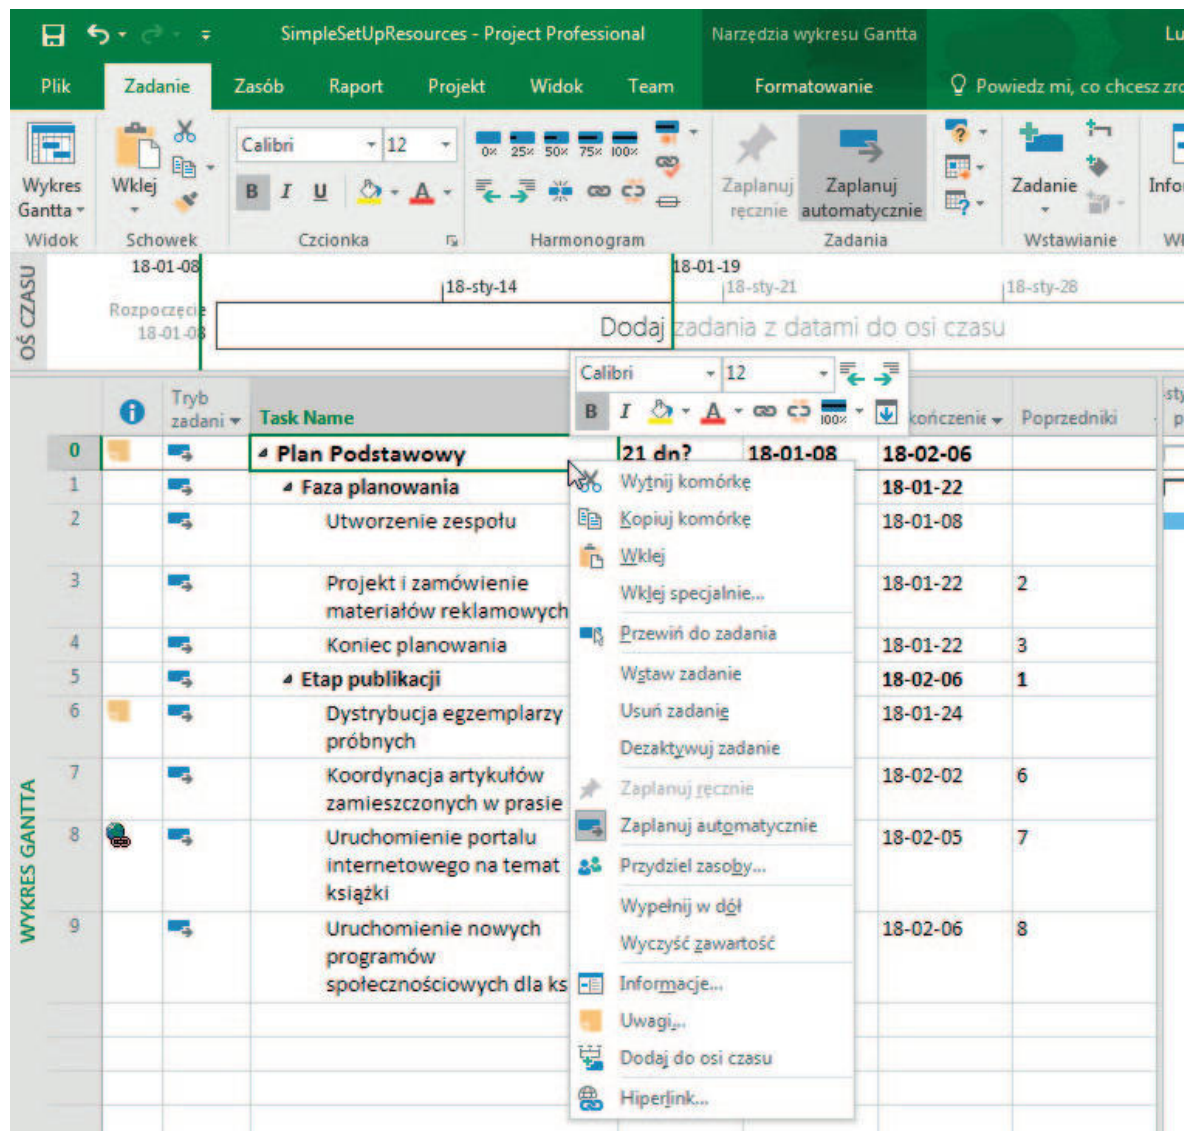 SimpleSetUpResources - Project Professional
Narzędzia wykresu Gantta
Lu
Plik Zadanie Zasób Raport Projekt Widok Team Formatowanie Powiedz mi, co chcesz zro
Calibri 12
0% 25% 50% 75% 100%
Wykres Gantta
Wklej
B I U A
Zaplanuj ręcznie
Zaplanuj automatycznie
Zadanie
Infor
Widok Schowek Czcionka Harmonogram Zadania Wstawianie Wł
OŚ CZASU
18-01-08
18-01-19
18-sty-14
18-sty-21
18-sty-28
Rozpoczęcie
18-01-08
Dodaj zadania z datami do osi czasu
Calibri 12
B I A 100%
Tryb zadani
Task Name
kończenie
Poprzedniki
sty
p
WYKRES GANTTA
0 Plan Podstawowy 21 dn? 18-01-08 18-02-06
1 Faza planowania 18-01-22
2 Utworzenie zespołu 18-01-08
3 Projekt i zamówienie 18-01-22 2
materiałów reklamowych
4 Koniec planowania 18-01-22 3
5 Etap publikacji 18-02-06 1
6 Dystrybucja egzemplarzy 18-01-24
próbnych
7 Koordynacja artykułów 18-02-02 6
zamieszczonych w prasie
8 Uruchomienie portalu 18-02-05 7
internetowego na temat
książki
9 Uruchomienie nowych 18-02-06 8
programów
społecznościowych dla ks
Wytnij komórkę
Kopiuj komórkę
Wklej
Wklej specjalnie...
Przewiń do zadania
Wstaw zadanie
Usuń zadanie
Dezaktywuj zadanie
Zaplanuj ręcznie
Zaplanuj automatycznie
Przydziel zasoby...
Wypełnij w dół
Wyczyść zawartość
Informacje...
Uwagi...
Dodaj do osi czasu
Hiperlink...